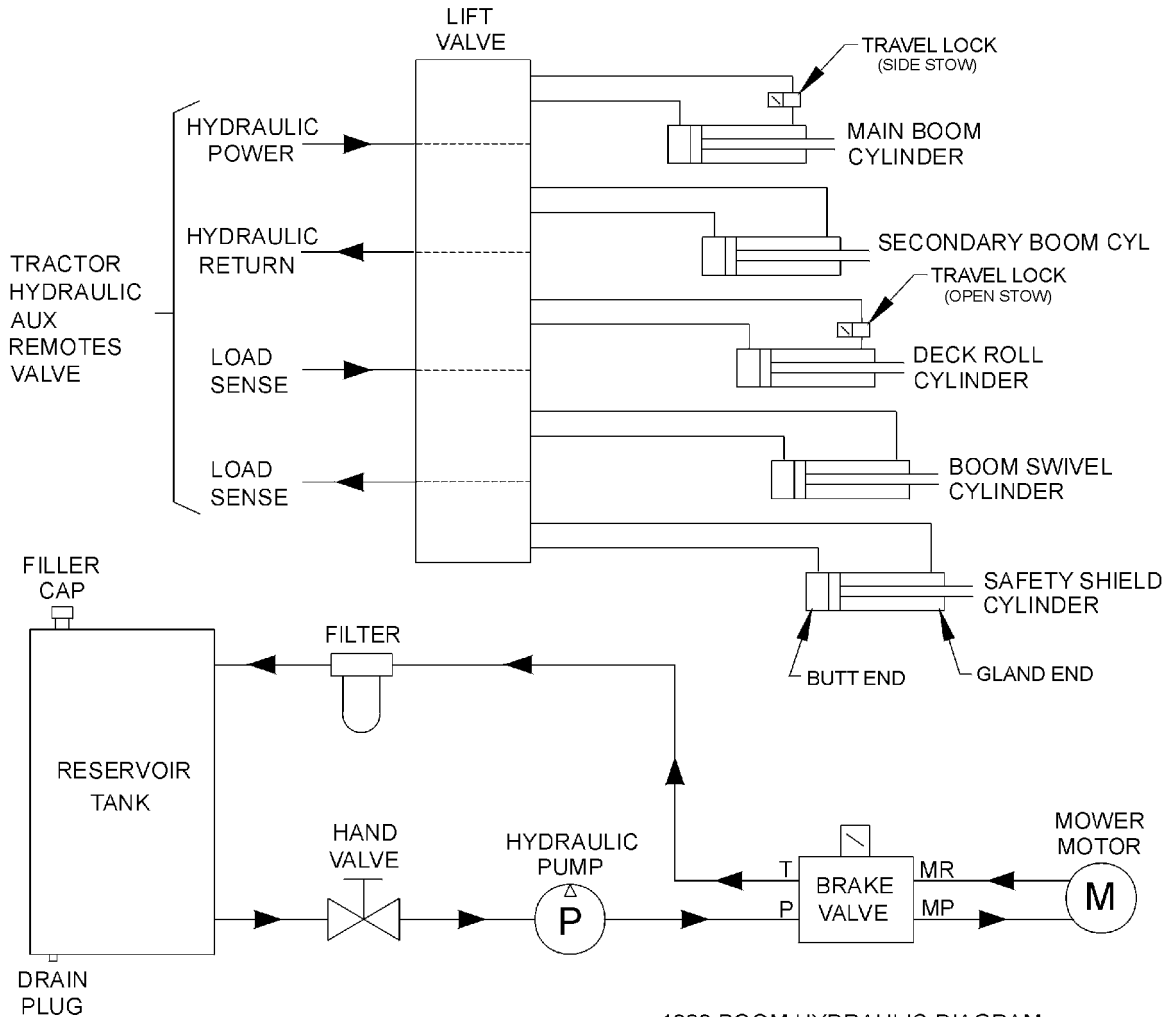 LIFT
VALVE
TRAVEL LOCK
(SIDE STOW)
HYDRAULIC
POWER
MAIN BOOM
CYLINDER
HYDRAULIC
RETURN
SECONDARY BOOM CYL
TRACTOR
HYDRAULIC
AUX
REMOTES
VALVE
TRAVEL LOCK
(OPEN STOW)
LOAD
SENSE
DECK ROLL
CYLINDER
LOAD
SENSE
BOOM SWIVEL
CYLINDER
SAFETY SHIELD
CYLINDER
BUTT END
GLAND END
FILLER
CAP
FILTER
RESERVOIR
TANK
HAND
VALVE
HYDRAULIC
PUMP
P
T
P
BRAKE
VALVE
MR
MP
MOWER
MOTOR
M
DRAIN
PLUG